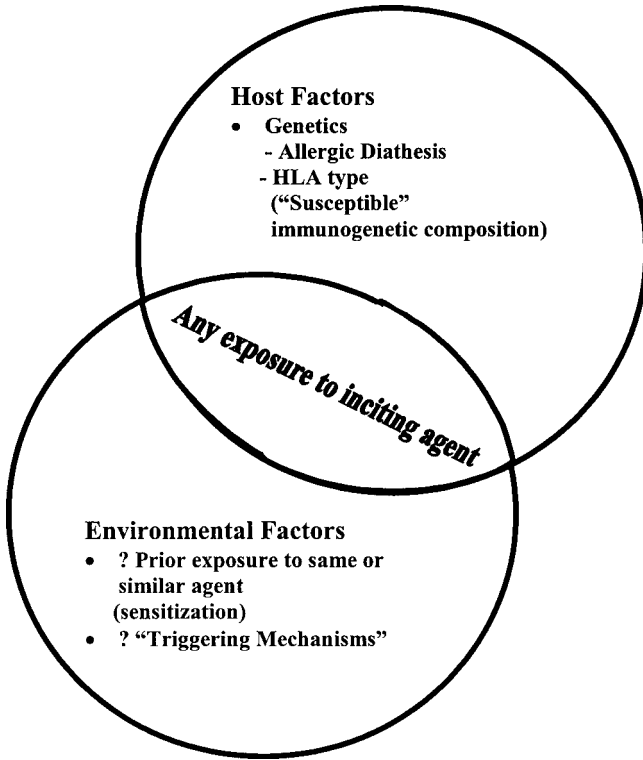 Host Factors
• Genetics
- Allergic Diathesis
- HLA type
(“Susceptible”
immunogenetic composition)
Any exposure to inciting agent
Environmental Factors
• ? Prior exposure to same or
similar agent
(sensitization)
• ? “Triggering Mechanisms”